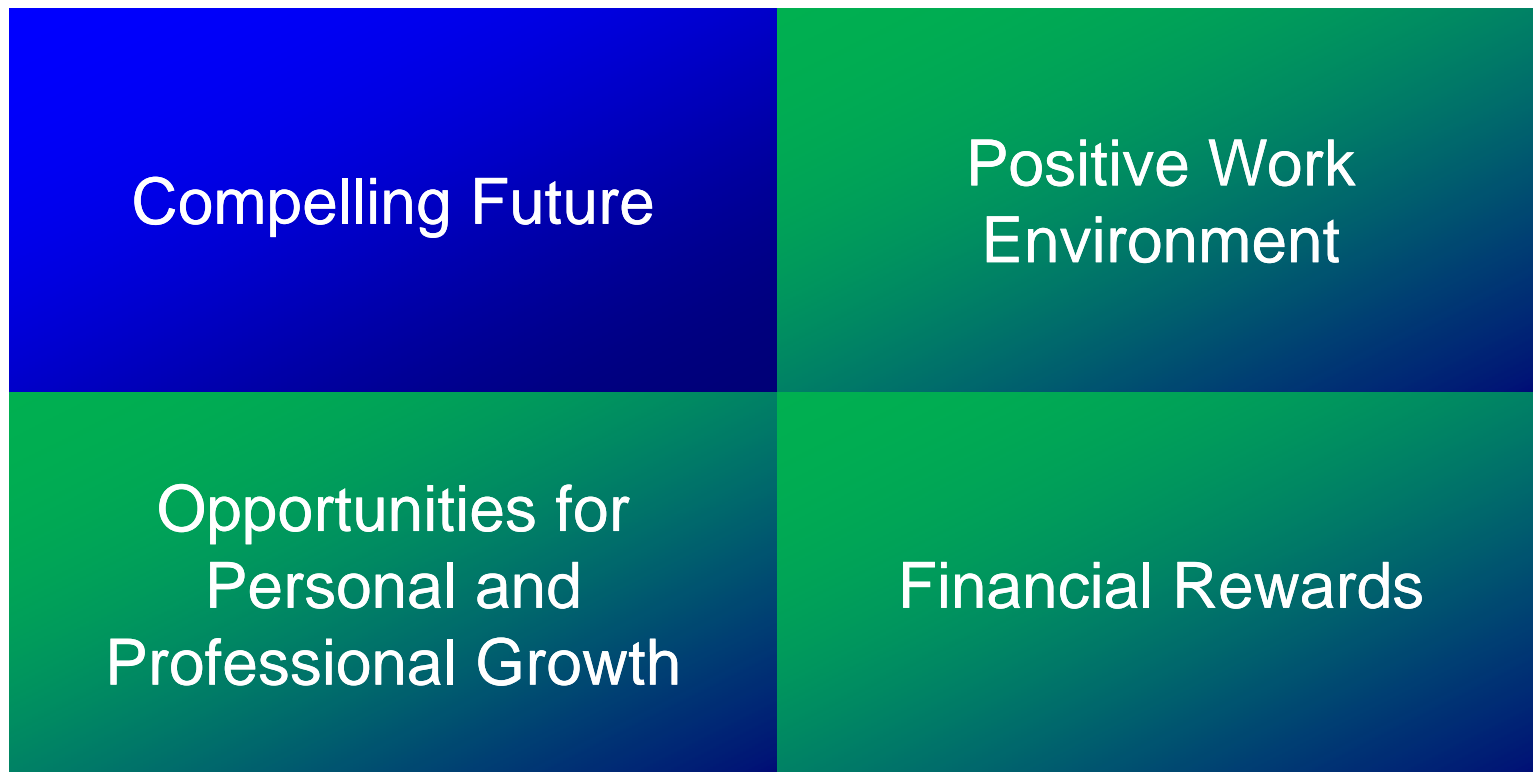 Compelling Future
Positive Work
Environment
Opportunities for
Personal and
Professional Growth
Financial Rewards